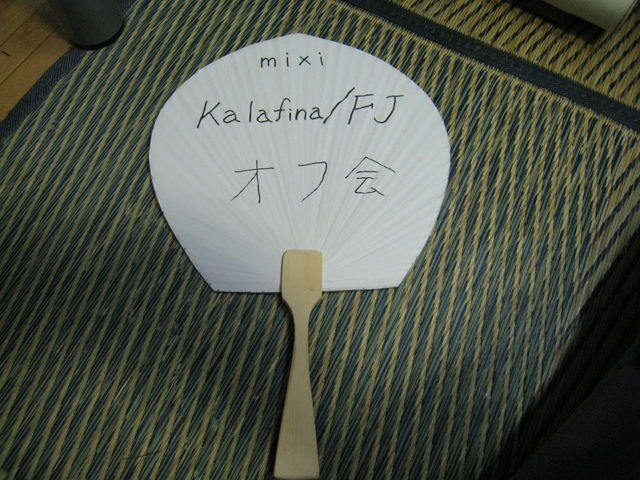 mixi
Kalafina/FJ
オフ会